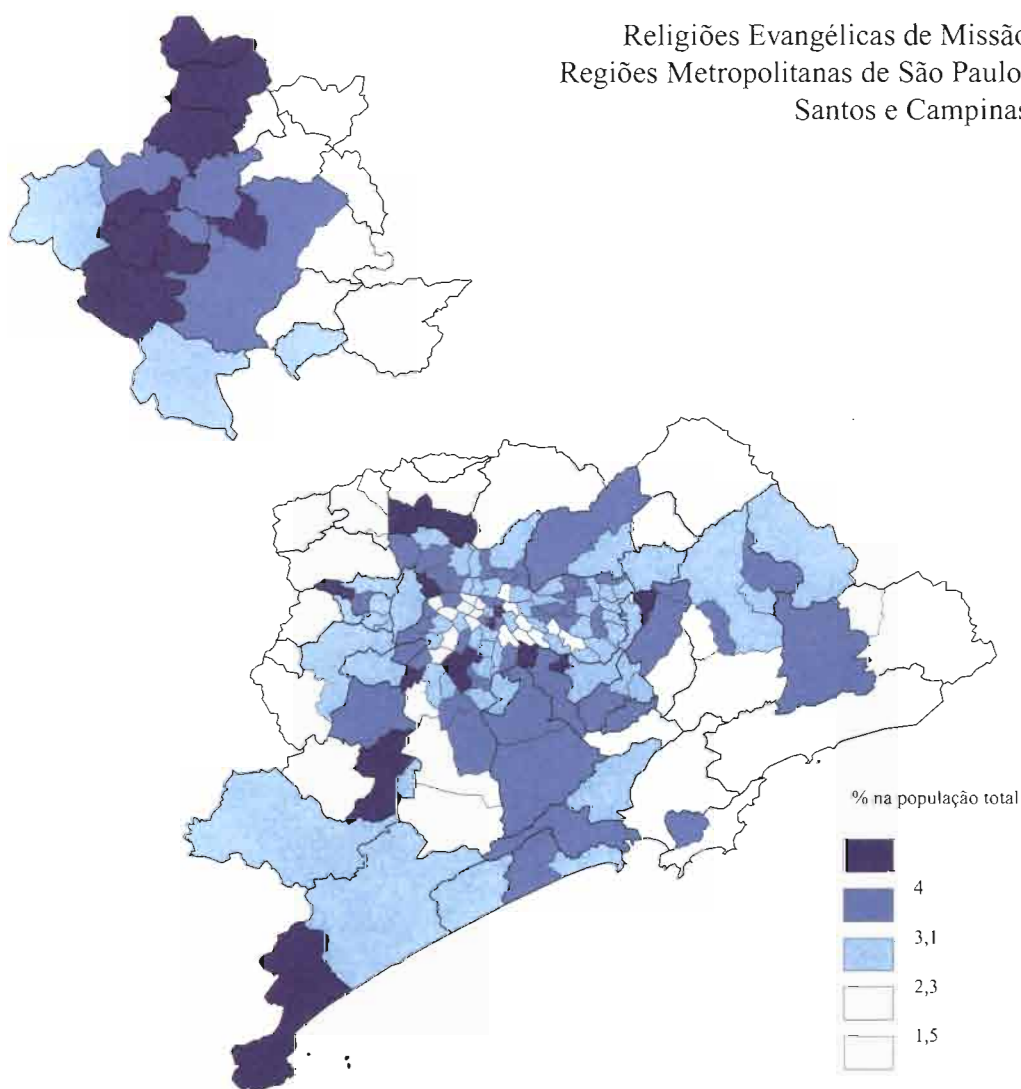 Religiões Evangélicas de Missão
Regiões Metropolitanas de São Paulo,
Santos e Campinas
% na população total
4
3,1
2,3
1,5